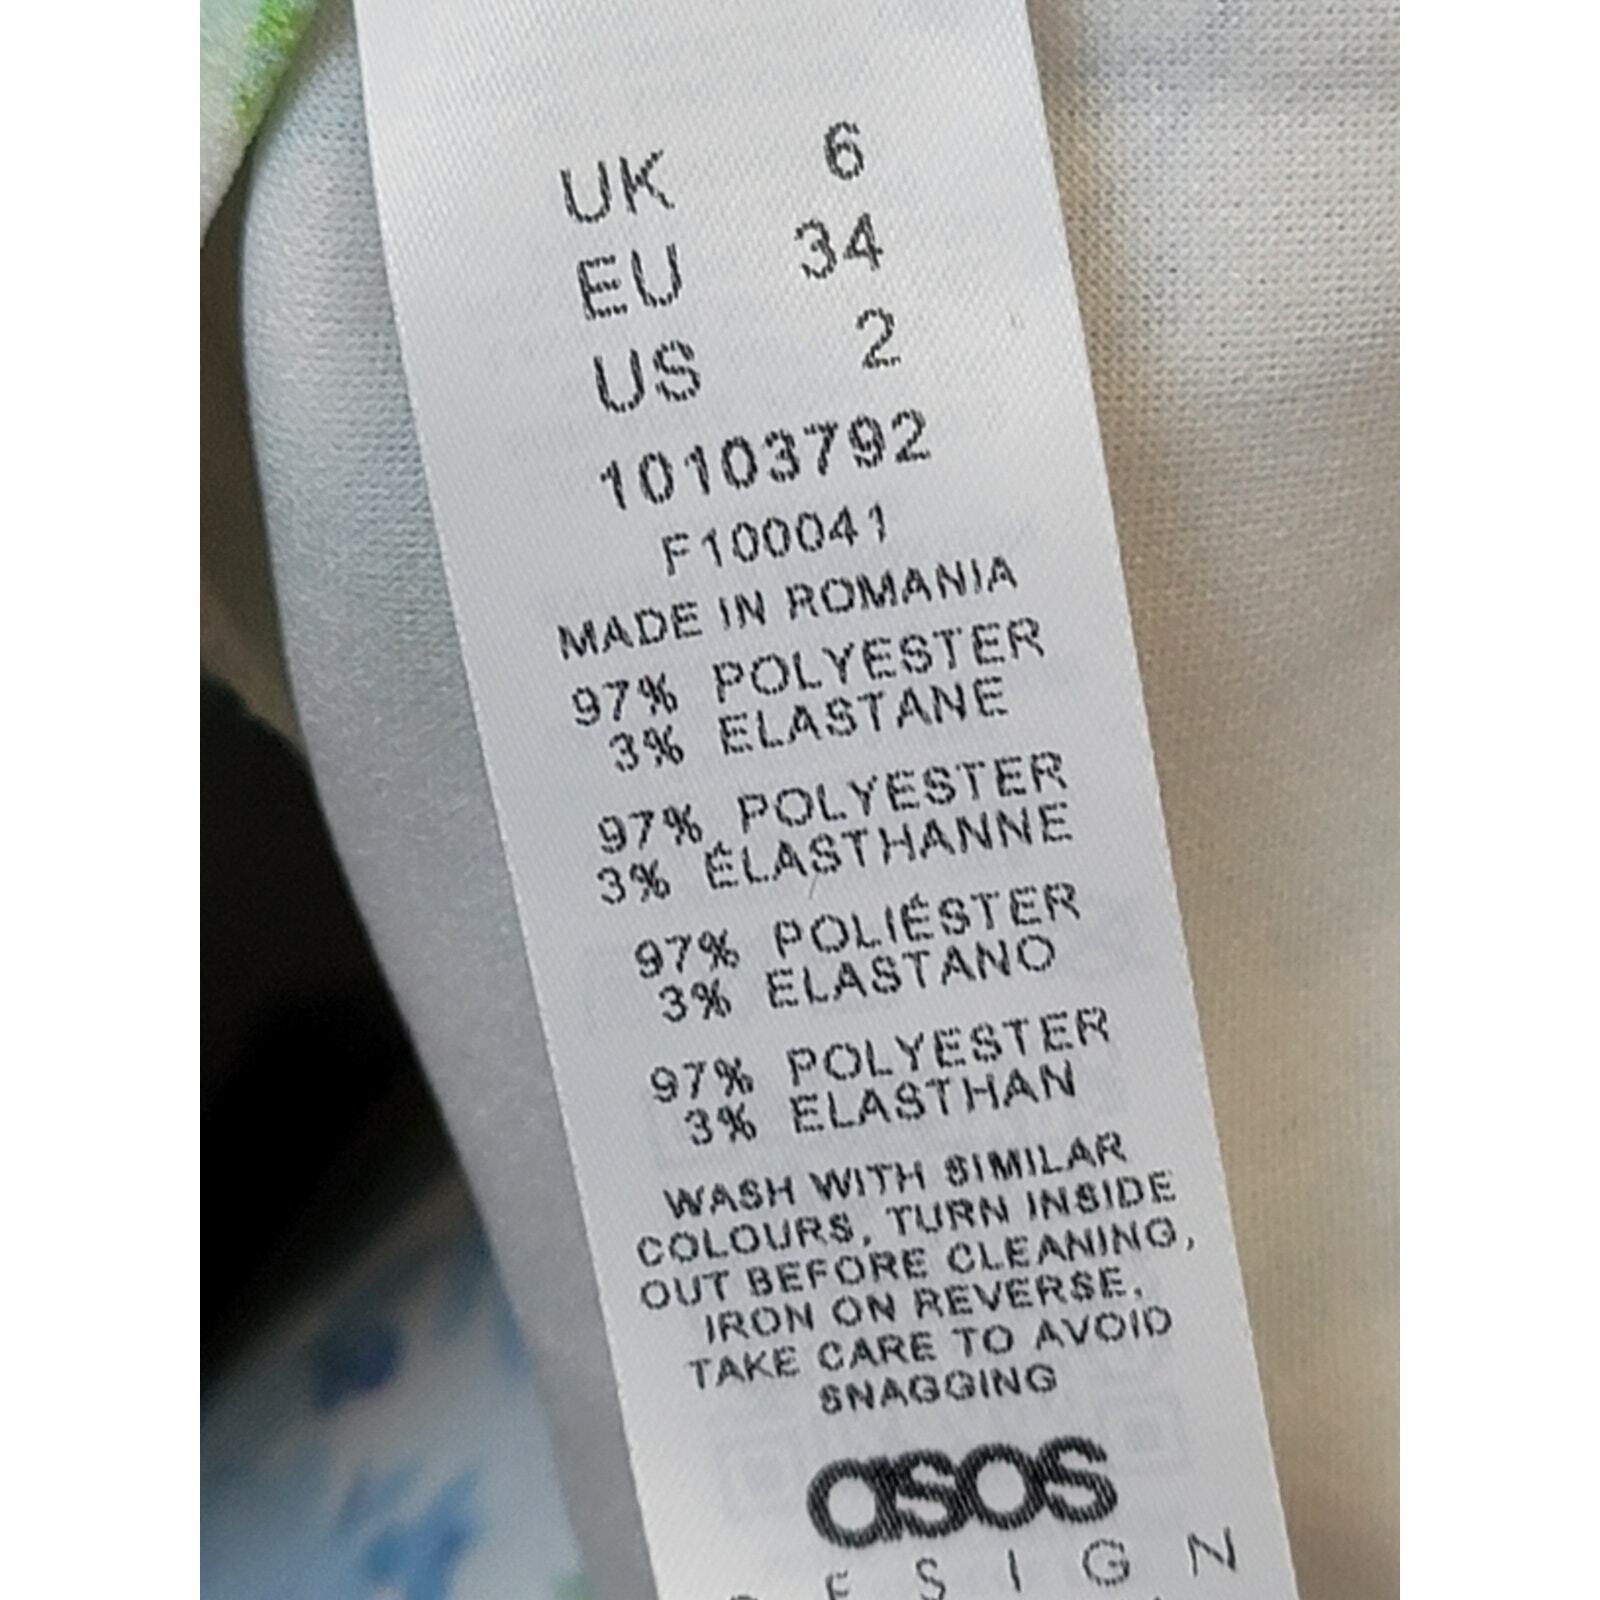 UK 6
EU 34
US 2
10103792
F100041
MADE IN ROMANIA
97% POLYESTER
3% ELASTANE
97% POLYESTER
3% ÉLASTHANNE
97% POLIÉSTER
3% ELASTANO
97% POLYESTER
3% ELASTHAN
WASH WITH SIMILAR
COLOURS, TURN INSIDE
OUT BEFORE CLEANING,
IRON ON REVERSE,
TAKE CARE TO AVOID
SNAGGING
asos
DESIGN